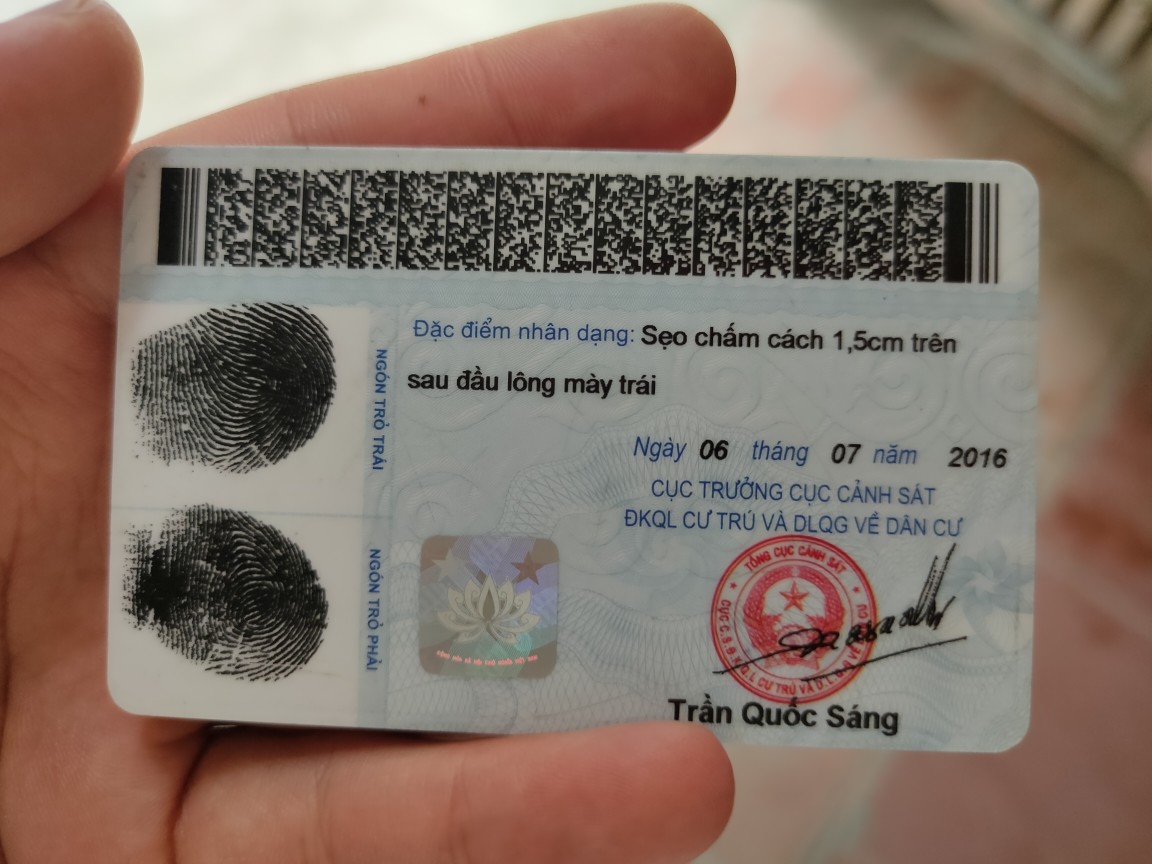 Đặc điểm nhân dạng: Sẹo chấm cách 1,5cm trên
sau đầu lông mày trái
NGÓN TRỎ TRÁI
Ngày 06 tháng 07 năm 2016
CỤC TRƯỞNG CỤC CẢNH SÁT
ĐKQL CƯ TRÚ VÀ DLQG VỀ DÂN CƯ
NGÓN TRỎ PHẢI
TỔNG CỤC CẢNH SÁT
Trần Quốc Sáng